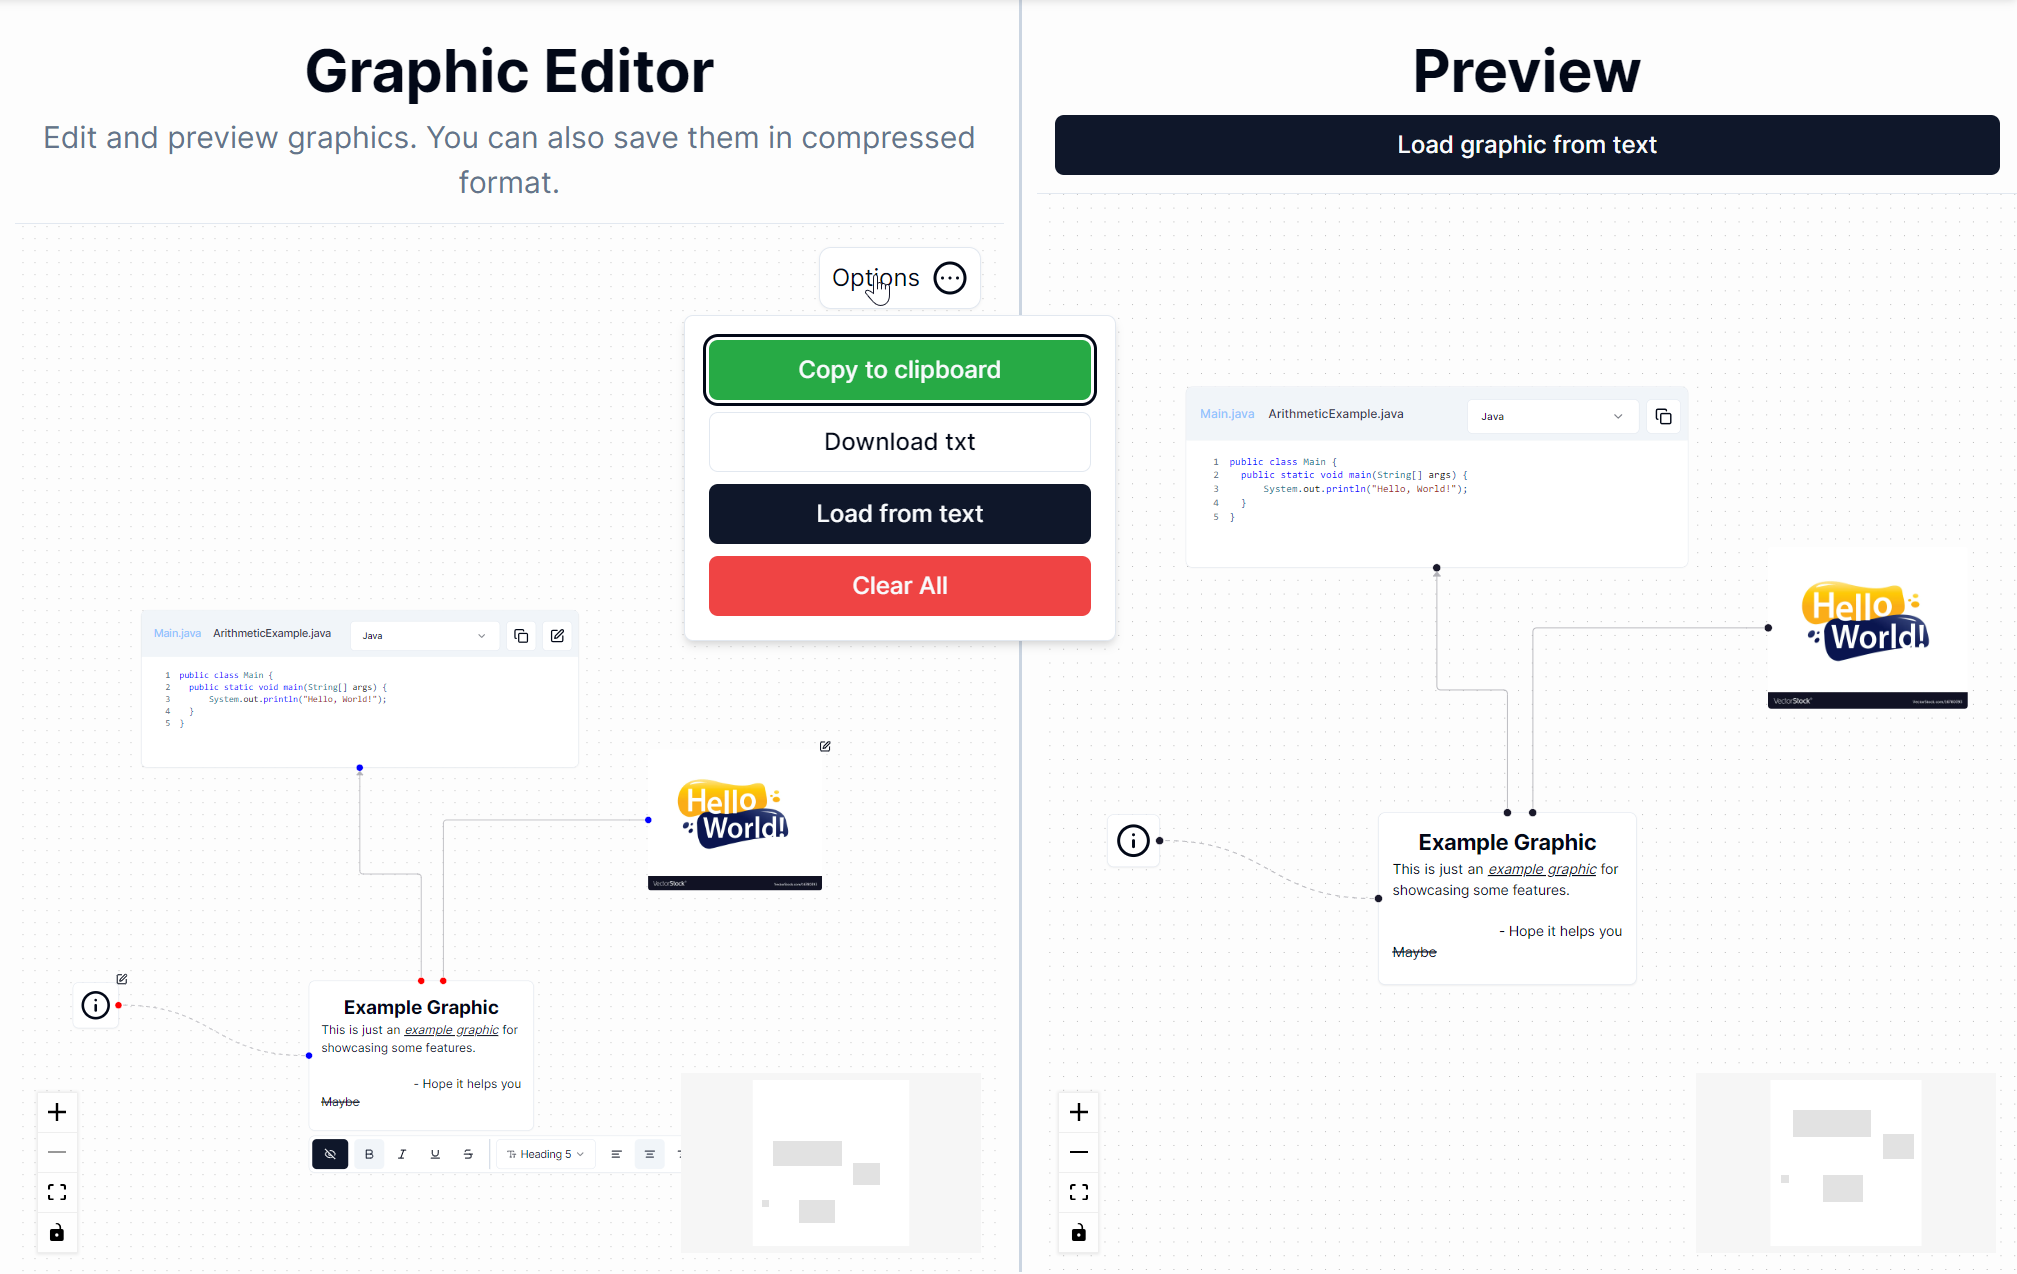 Graphic Editor
Edit and preview graphics. You can also save them in compressed
format.
Options
Copy to clipboard
Download txt
Load from text
Clear All
Main.java ArithmeticExample.java Java
1 public class Main {
2 public static void main(String[] args) {
3 System.out.println("Hello, World!");
4 }
5 }
Hello
World!
VectorStock
Example Graphic
This is just an example graphic for
showcasing some features.
- Hope it helps you
Maybe
B I U S Tr Heading 5
Preview
Load graphic from text
Main.java ArithmeticExample.java Java
1 public class Main {
2 public static void main(String[] args) {
3 System.out.println("Hello, World!");
4 }
5 }
Hello
World!
VectorStock
Example Graphic
This is just an example graphic for
showcasing some features.
- Hope it helps you
Maybe